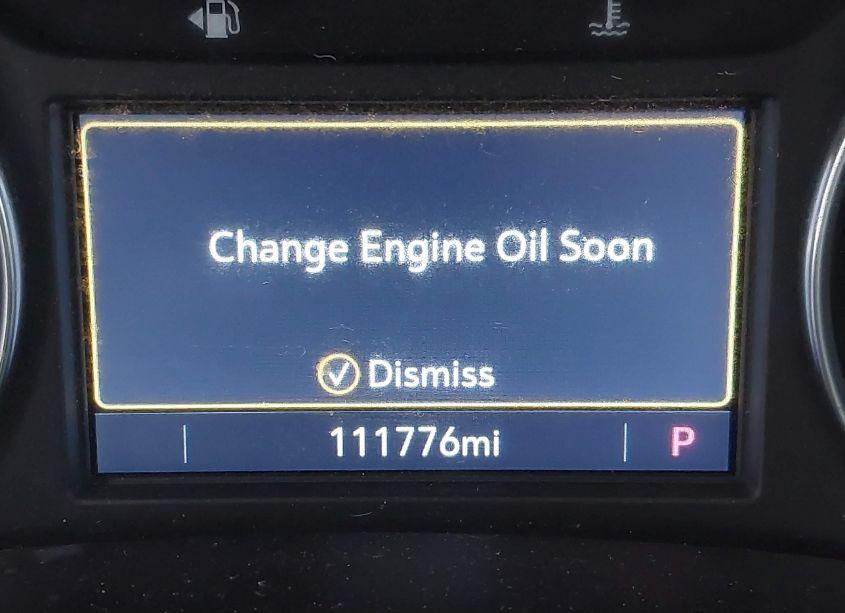 Change Engine Oil Soon
Dismiss
111776mi
P